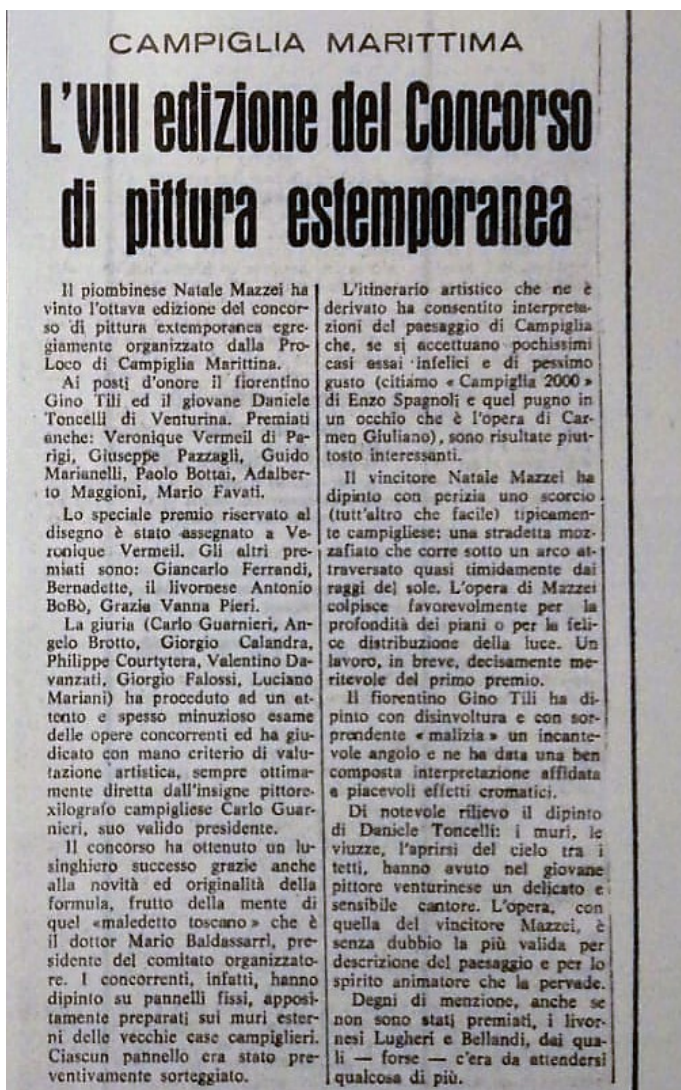 CAMPIGLIA MARITTIMA
L'VIII edizione del Concorso
di pittura estemporanea
Il piombinese Natale Mazzei ha
vinto l'ottava edizione del concor-
so di pittura extemporanea egre-
giamente organizzato dalla Pro-
Loco di Campiglia Marittina.
Ai posti d'onore il fiorentino
Gino Tili ed il giovane Daniele
Toncelli di Venturina. Premiati
anche: Veronique Vermeil di Pa-
rigi, Giuseppe Pazzagli, Guido
Marianelli, Paolo Bottai, Adalber-
to Maggioni, Mario Favati.
Lo speciale premio riservato al
disegno è stato assegnato a Ve-
ronique Vermeil. Gli altri pre-
miati sono: Giancarlo Ferrandi,
Bernadette, il livornese Antonio
BoBò, Grazia Vanna Pieri.
La giuria (Carlo Guarnieri, An-
gelo Brotto, Giorgio Calandra,
Philippe Courtytera, Valentino Da-
vanzati, Giorgio Falossi, Luciano
Mariani) ha proceduto ad un at-
tento e spesso minuzioso esame
delle opere concorrenti ed ha giu-
dicato con mano criterio di valu-
tazione artistica, sempre ottima-
mente diretta dall'insigne pittore-
xilografo campigliese Carlo Guar-
nieri, suo valido presidente.
Il concorso ha ottenuto un lu-
singhiero successo grazie anche
alla novità ed originalità della
formula, frutto della mente di
quel «maledetto toscano» che è
il dottor Mario Baldassarri, pre-
sidente del comitato organizzato-
re. I concorrenti, infatti, hanno
dipinto su pannelli fissi, apposi-
tamente preparati sui muri ester-
ni delle vecchie case campiglieri.
Ciascun pannello era stato pre-
ventivamente sorteggiato.
L'itinerario artistico che ne è
derivato ha consentito interpreta-
zioni del paesaggio di Campiglia
che, se si accettuano pochissimi
casi assai infelici e di pessimo
gusto (citiamo «Campiglia 2000»
di Enzo Spagnoli e quel pugno in
un occhio che è l'opera di Car-
men Giuliano), sono risultate piut-
tosto interessanti.
Il vincitore Natale Mazzei ha
dipinto con perizia uno scorcio
(tutt'altro che facile) tipicamen-
te campigliese: una stradetta moz-
zafiato che corre sotto un arco at-
traversato quasi timidamente dai
raggi del sole. L'opera di Mazzei
colpisce favorevolmente per la
profondità dei piani o per la feli-
ce distribuzione della luce. Un
lavoro, in breve, decisamente me-
ritevole del primo premio.
Il fiorentino Gino Tili ha di-
pinto con disinvoltura e con sor-
prendente «malizia» un incante-
vole angolo e ne ha data una ben
composta interpretazione affidata
a piacevoli effetti cromatici.
Di notevole rilievo il dipinto
di Daniele Toncelli: i muri, le
viuzze, l'aprirsi del cielo tra i
tetti, hanno avuto nel giovane
pittore venturinese un delicato e
sensibile cantore. L'opera, con
quella del vincitore Mazzei, è
senza dubbio la più valida per
descrizione del paesaggio e per lo
spirito animatore che la pervade.
Degni di menzione, anche se
non sono stati premiati, i livor-
nesi Lugheri e Bellandi, dai qua-
li — forse — c'era da attendersi
qualcosa di più.